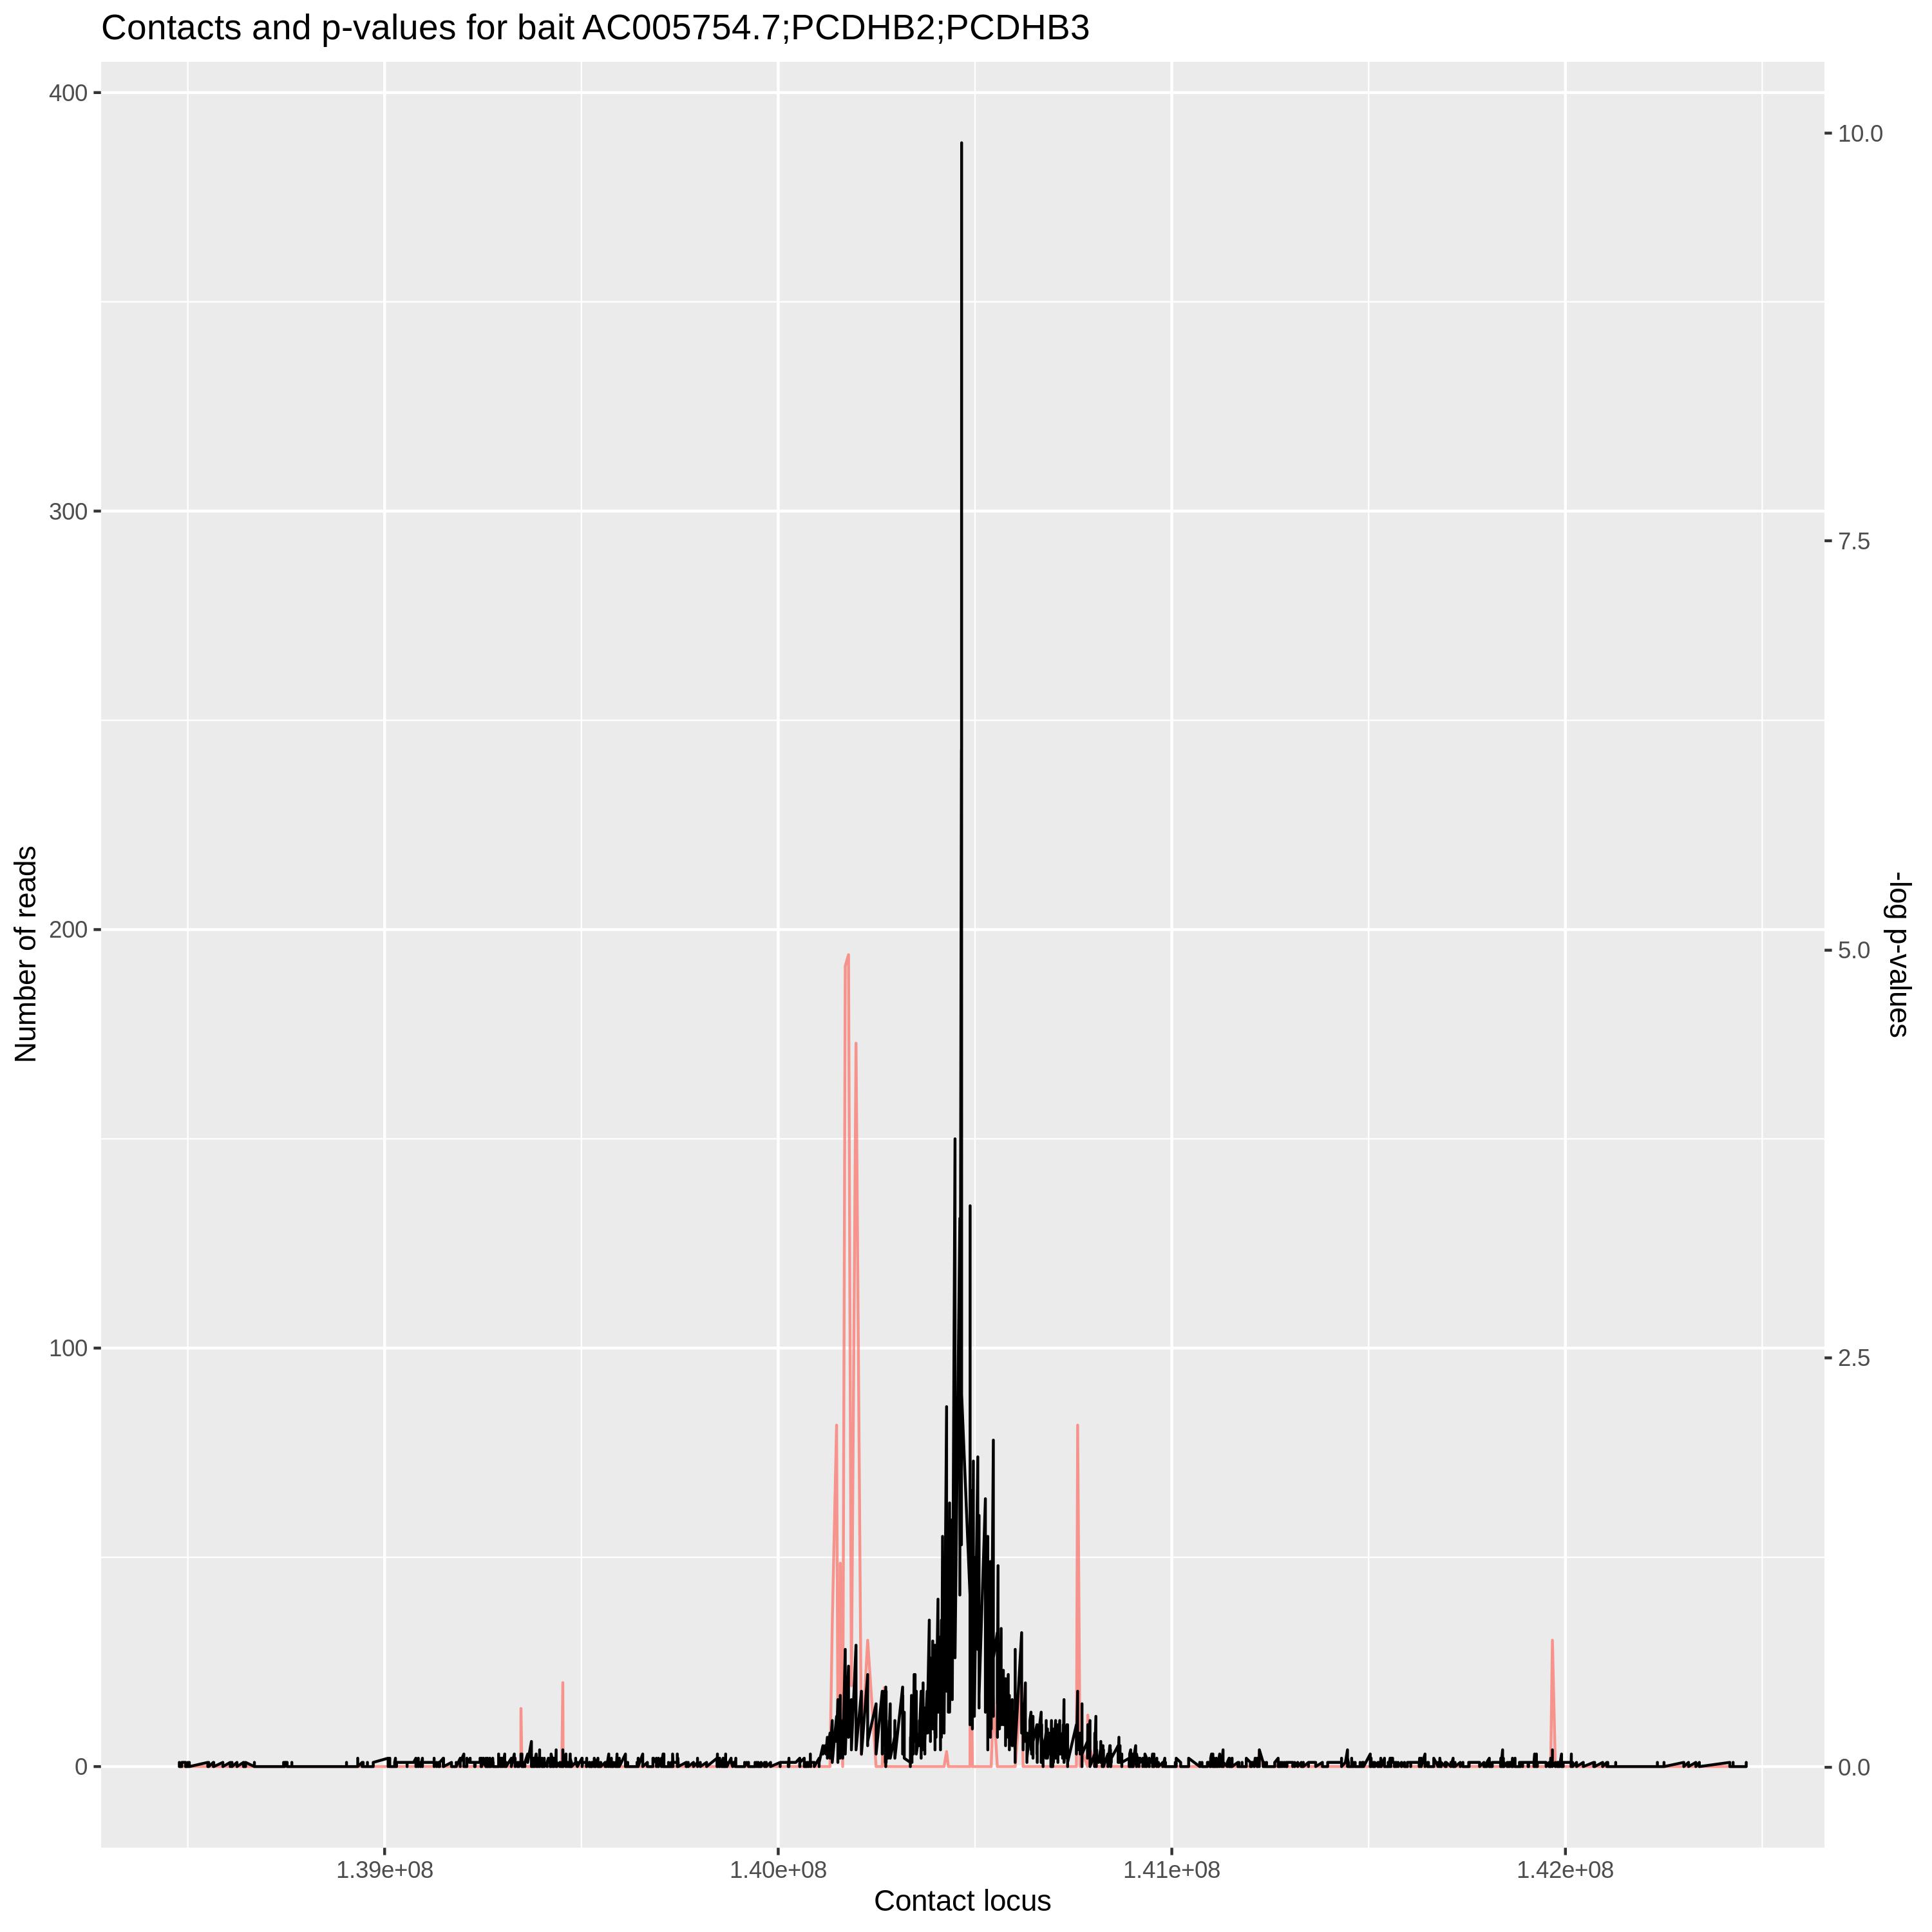 Contacts and p-values for bait AC005754.7;PCDHB2;PCDHB3
400
300
200
100
0
Number of reads
10.0
7.5
5.0
2.5
0.0
-log p-values
1.39e+08 1.40e+08 1.41e+08 1.42e+08
Contact locus